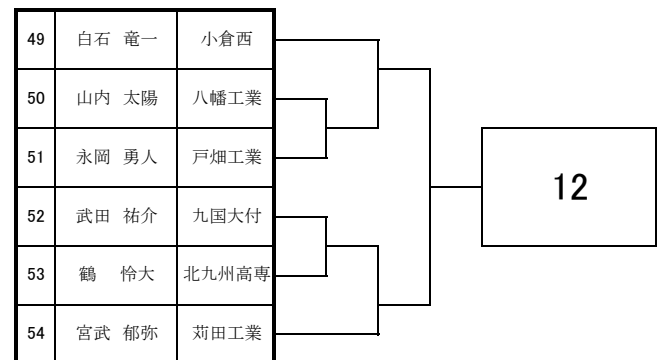 49 白石 竜一 小倉西
50 山内 太陽 八幡工業
51 永岡 勇人 戸畑工業
12
52 武田 祐介 九国大付
53 鶴 怜大 北九州高専
54 宮武 郁弥 苅田工業